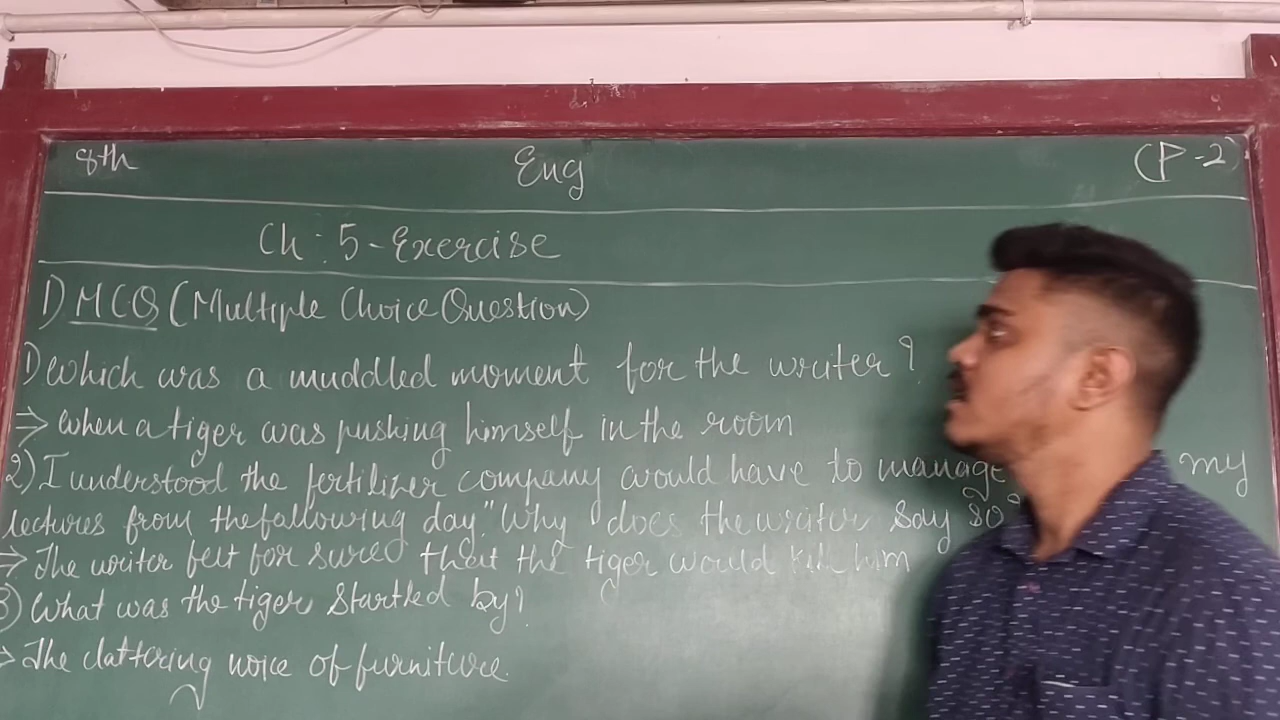 8th Eng (P-2)
Ch: 5-Exercise
1) MCQ (Multiple Choice Question)
1) Which was a muddled moment for the writer?
⇒ When a tiger was pushing himself in the room
2) I understood the fertilizer company would have to manage my
lectures from the following day." Why does the writer say so?
⇒ The writer felt for sured that the tiger would kill him
3) What was the tiger startled by?
⇒ The clattering noice of furniture.